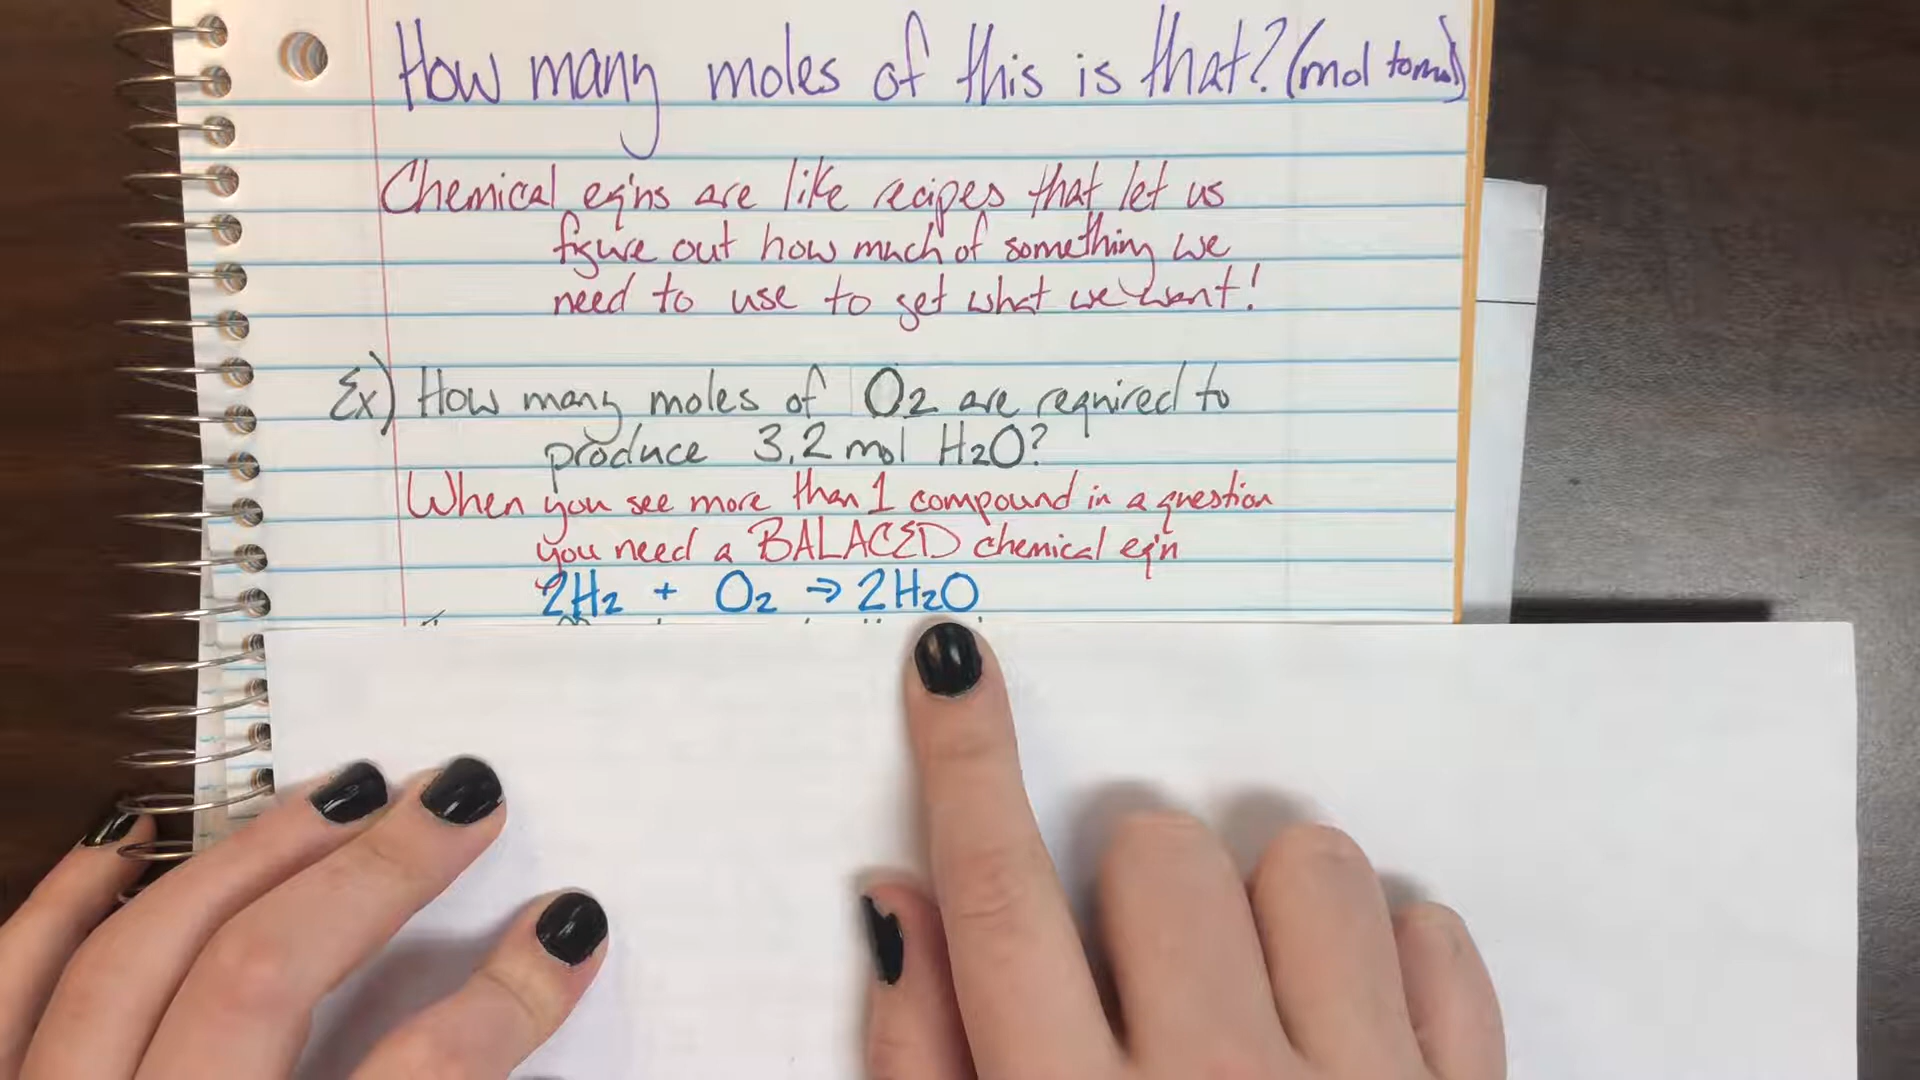 How many moles of this is that? (mol to mol)
Chemical eq'ns are like recipes that let us
figure out how much of something we
need to use to get what we want!
Ex) How many moles of O2 are required to
produce 3.2 mol H2O?
When you see more than 1 compound in a question
you need a BALACED chemical eq'n
2H2 + O2 → 2H2O